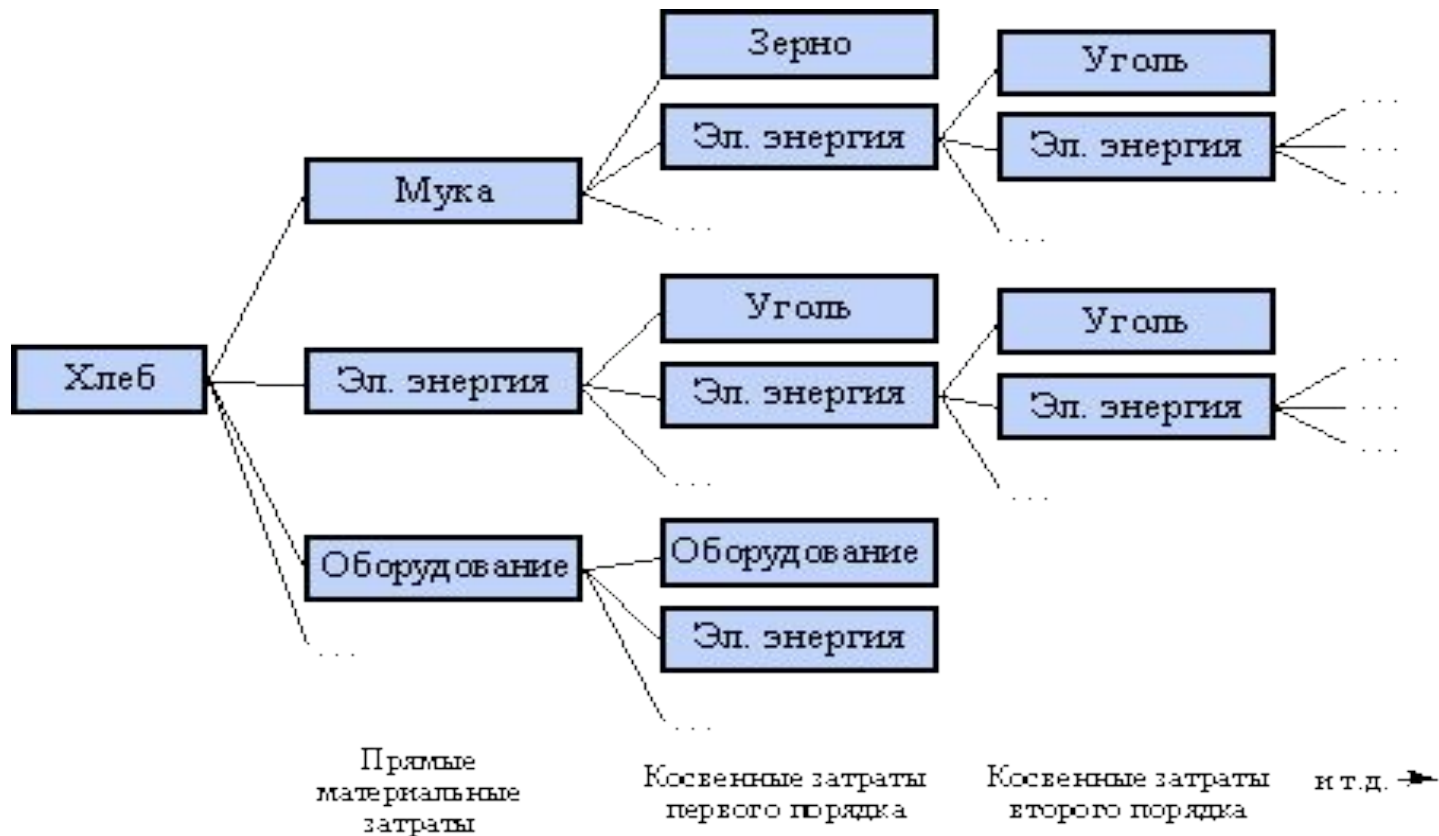 Зерно
Уголь
Эл. энергия
Эл. энергия
. . .
. . .
. . .
Мука
. . .
. . .
Уголь
Уголь
Хлеб
Эл. энергия
Эл. энергия
Эл. энергия
. . .
. . .
. . .
. . .
. . .
Оборудование
Оборудование
Эл. энергия
. . .
. . .
Прямые
материальные
затраты
Косвенные затраты
первого порядка
Косвенные затраты
второго порядка
и т.д.